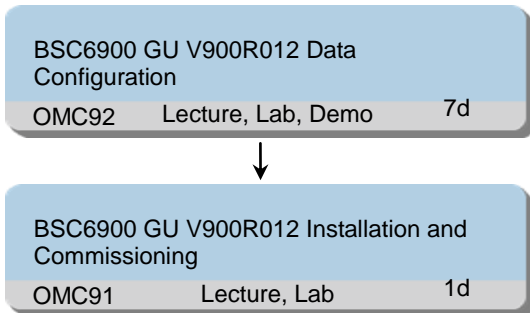 BSC6900 GU V900R012 Data
Configuration
OMC92 Lecture, Lab, Demo 7d
BSC6900 GU V900R012 Installation and
Commissioning
OMC91 Lecture, Lab 1d